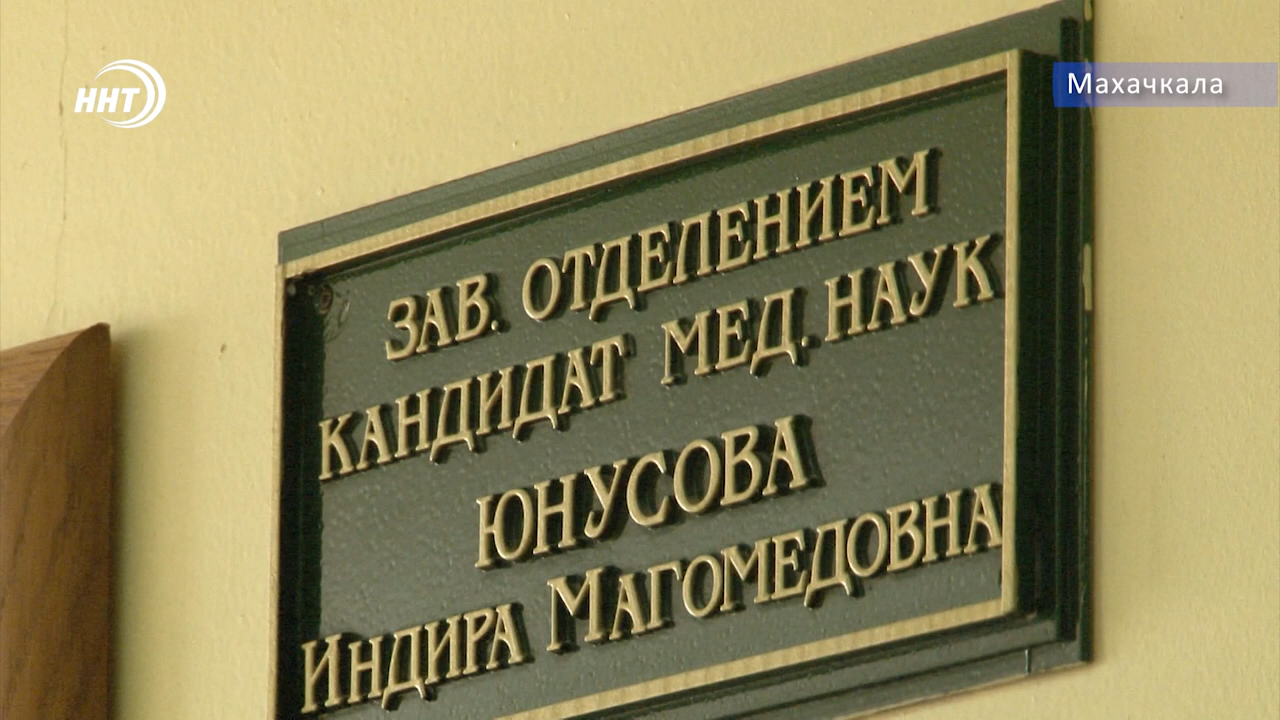 ННТ
Махачкала
ЗАВ. ОТДЕЛЕНИЕМ
КАНДИДАТ МЕД. НАУК
ЮНУСОВА
ИНДИРА МАГОМЕДОВНА